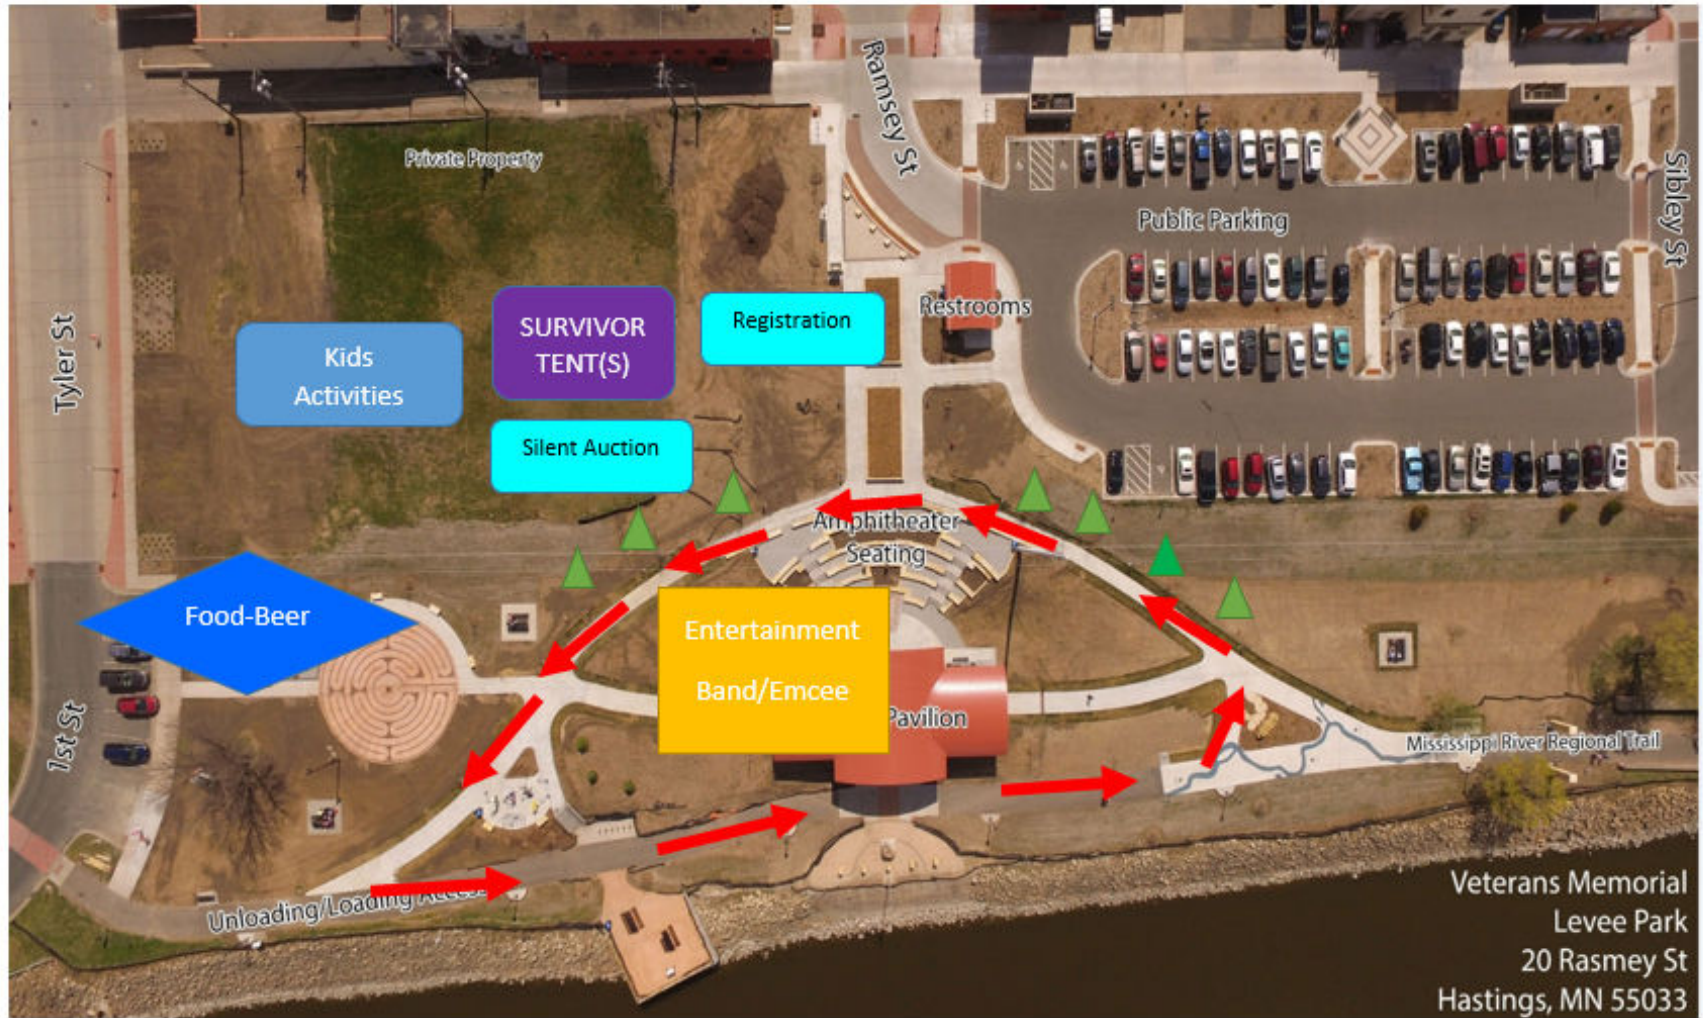 Ramsey St
Private Property
Public Parking
Sibley St
Tyler St
Restrooms
Registration
SURVIVOR
TENT(S)
Kids
Activities
Silent Auction
Amphitheater
Seating
Food-Beer
Entertainment
Band/Emcee
Pavilion
1st St
Mississippi River Regional Trail
Unloading/Loading Access
Veterans Memorial
Levee Park
20 Rasmey St
Hastings, MN 55033